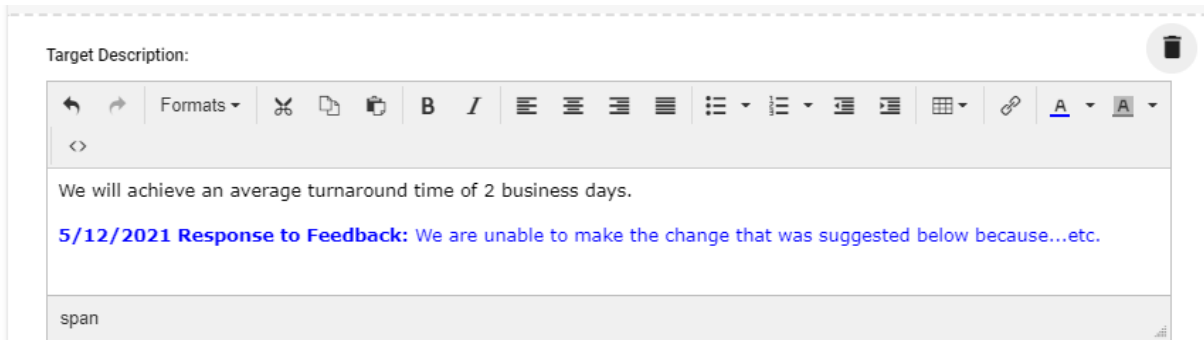 Target Description:
Formats
B I A A
<>
We will achieve an average turnaround time of 2 business days.
5/12/2021 Response to Feedback: We are unable to make the change that was suggested below because...etc.
span